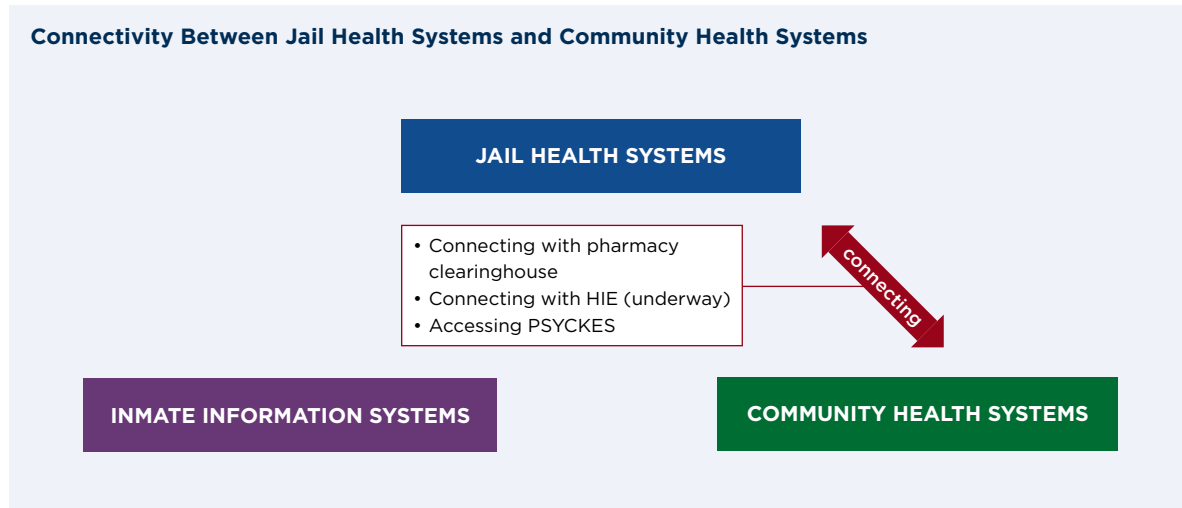 Connectivity Between Jail Health Systems and Community Health Systems
JAIL HEALTH SYSTEMS
• Connecting with pharmacy
clearinghouse
• Connecting with HIE (underway)
• Accessing PSYCKES
connecting
INMATE INFORMATION SYSTEMS
COMMUNITY HEALTH SYSTEMS